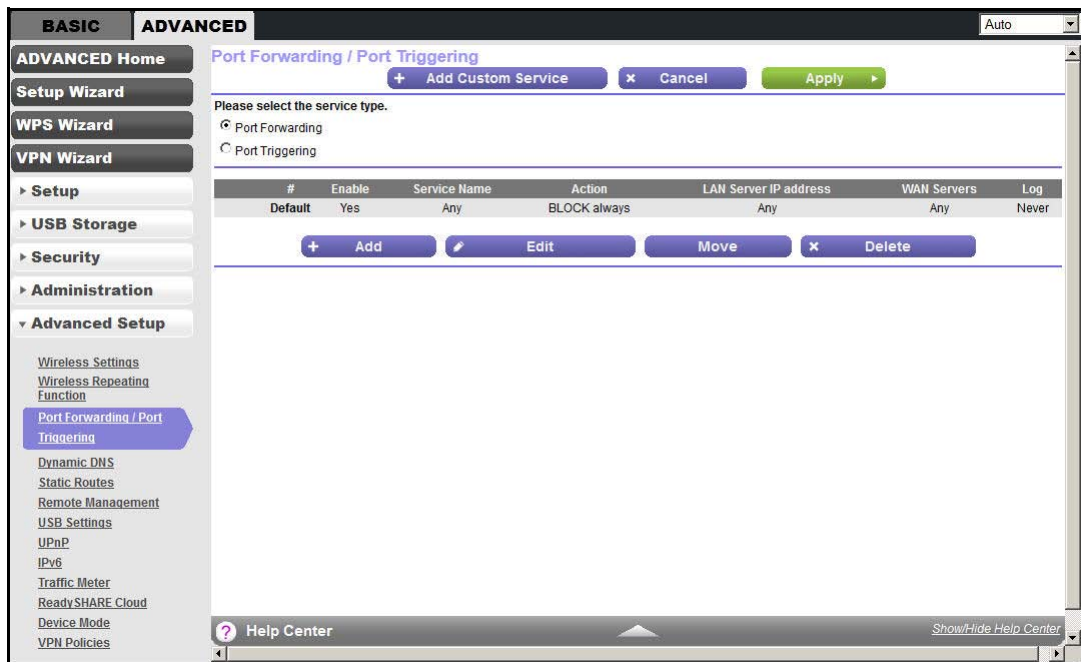 BASIC
ADVANCED
Auto
ADVANCED Home
Setup Wizard
WPS Wizard
VPN Wizard
Setup
USB Storage
Security
Administration
Advanced Setup
Wireless Settings
Wireless Repeating
Function
Port Forwarding / Port
Triggering
Dynamic DNS
Static Routes
Remote Management
USB Settings
UPnP
IPv6
Traffic Meter
ReadySHARE Cloud
Device Mode
VPN Policies
Port Forwarding / Port Triggering
+ Add Custom Service
× Cancel
Apply
Please select the service type.
Port Forwarding
Port Triggering
# Enable Service Name Action LAN Server IP address WAN Servers Log
Default Yes Any BLOCK always Any Any Never
+ Add
Edit
Move
× Delete
? Help Center
Show/Hide Help Center